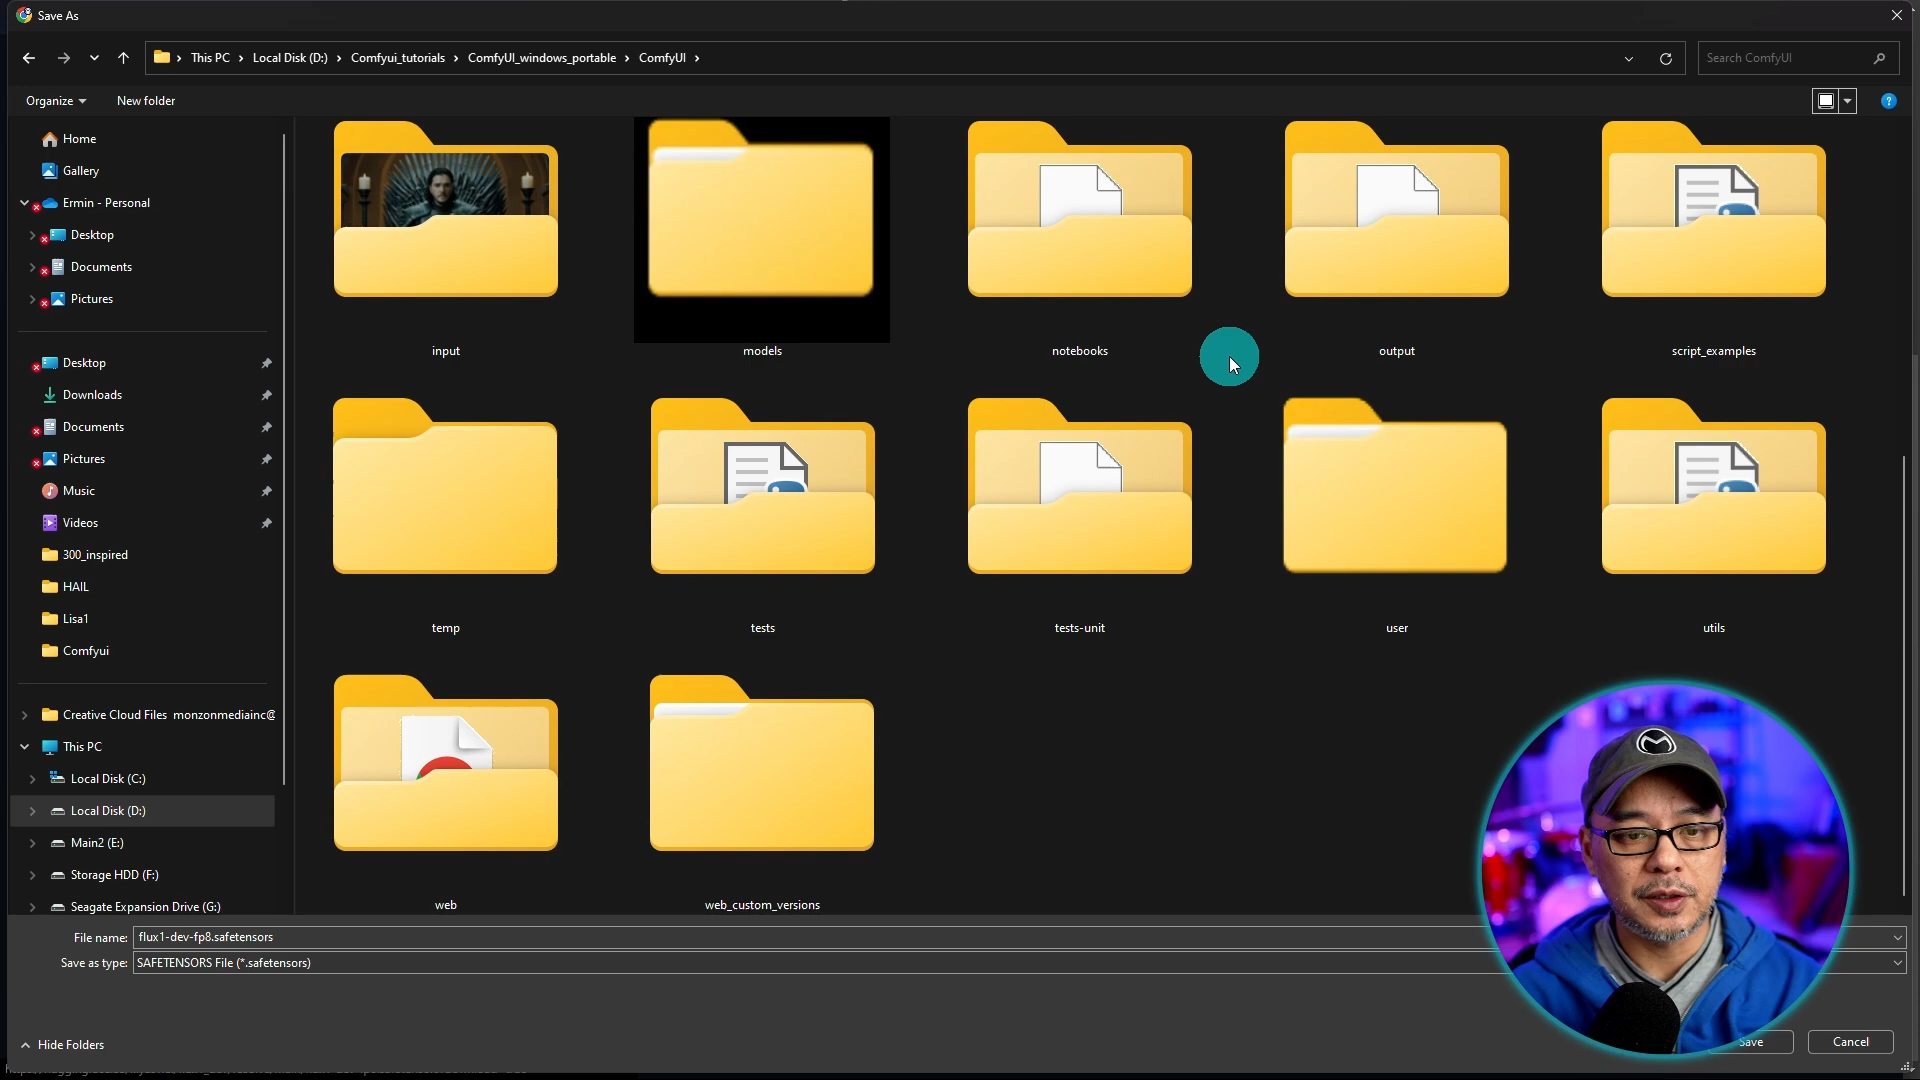 Save As
This PC > Local Disk (D:) > Comfyui_tutorials > ComfyUI_windows_portable > ComfyUI >
Search ComfyUI
Organize
New folder
Home
Gallery
Ermin - Personal
Desktop
Documents
Pictures
Desktop
Downloads
Documents
Pictures
Music
Videos
300_inspired
HAIL
Lisa1
Comfyui
Creative Cloud Files monzonmediainc@
This PC
Local Disk (C:)
Local Disk (D:)
Main2 (E:)
Storage HDD (F:)
Seagate Expansion Drive (G:)
input
models
notebooks
output
script_examples
temp
tests
tests-unit
user
utils
web
web_custom_versions
File name: flux1-dev-fp8.safetensors
Save as type: SAFETENSORS File (*.safetensors)
Hide Folders
Save
Cancel